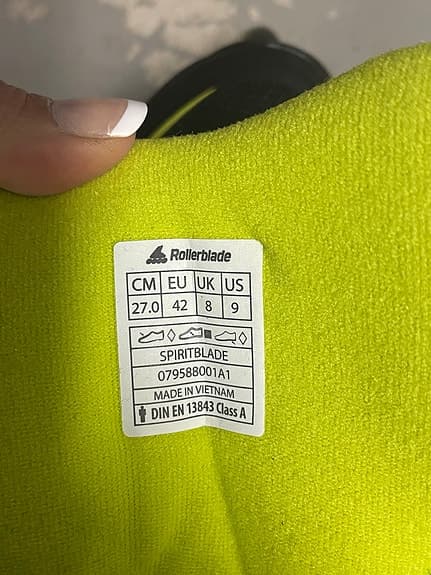 Rollerblade
CM EU UK US
27.0 42 8 9
SPIRITBLADE
079588001A1
MADE IN VIETNAM
DIN EN 13843 Class A